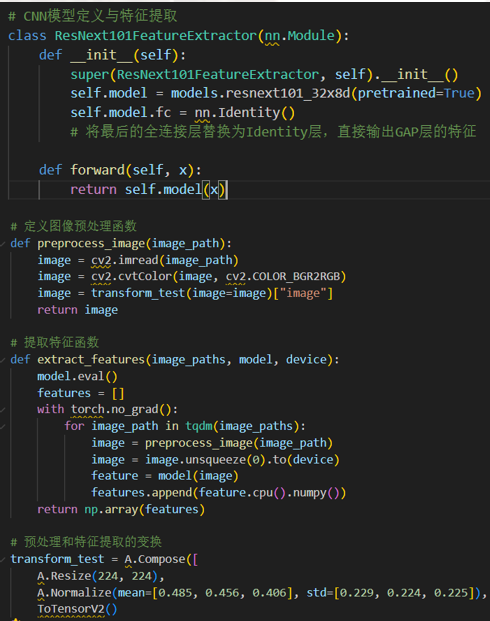 # CNN模型定义与特征提取
class ResNext101FeatureExtractor(nn.Module):
    def __init__(self):
        super(ResNext101FeatureExtractor, self).__init__()
        self.model = models.resnext101_32x8d(pretrained=True)
        self.model.fc = nn.Identity()
        # 将最后的全连接层替换为Identity层，直接输出GAP层的特征
    def forward(self, x):
        return self.model(x)
# 定义图像预处理函数
def preprocess_image(image_path):
    image = cv2.imread(image_path)
    image = cv2.cvtColor(image, cv2.COLOR_BGR2RGB)
    image = transform_test(image=image)["image"]
    return image
# 提取特征函数
def extract_features(image_paths, model, device):
    model.eval()
    features = []
    with torch.no_grad():
        for image_path in tqdm(image_paths):
            image = preprocess_image(image_path)
            image = image.unsqueeze(0).to(device)
            feature = model(image)
            features.append(feature.cpu().numpy())
    return np.array(features)
# 预处理和特征提取的变换
transform_test = A.Compose([
    A.Resize(224, 224),
    A.Normalize(mean=[0.485, 0.456, 0.406], std=[0.229, 0.224, 0.225]),
    ToTensorV2()